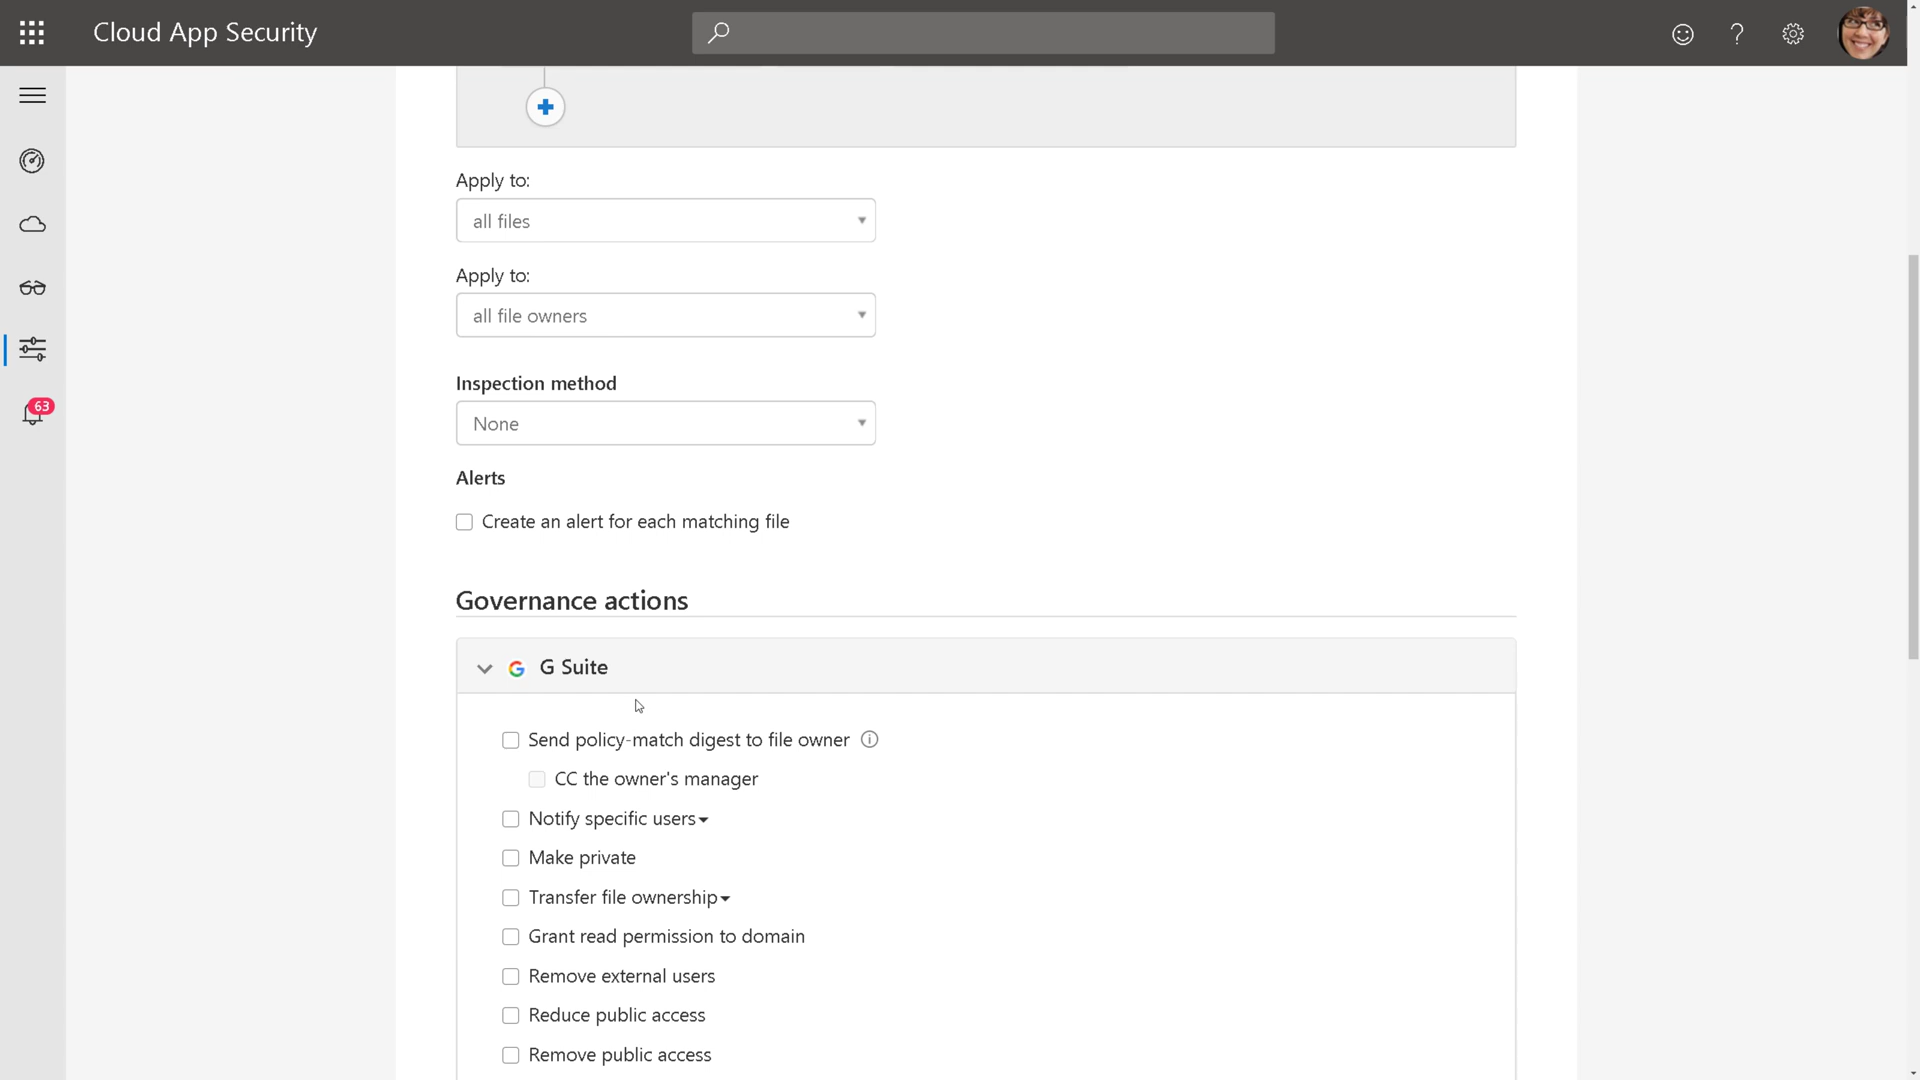 Cloud App Security
Apply to:
all files
Apply to:
all file owners
Inspection method
None
63
Alerts
Create an alert for each matching file
Governance actions
G Suite
Send policy-match digest to file owner
CC the owner's manager
Notify specific users
Make private
Transfer file ownership
Grant read permission to domain
Remove external users
Reduce public access
Remove public access